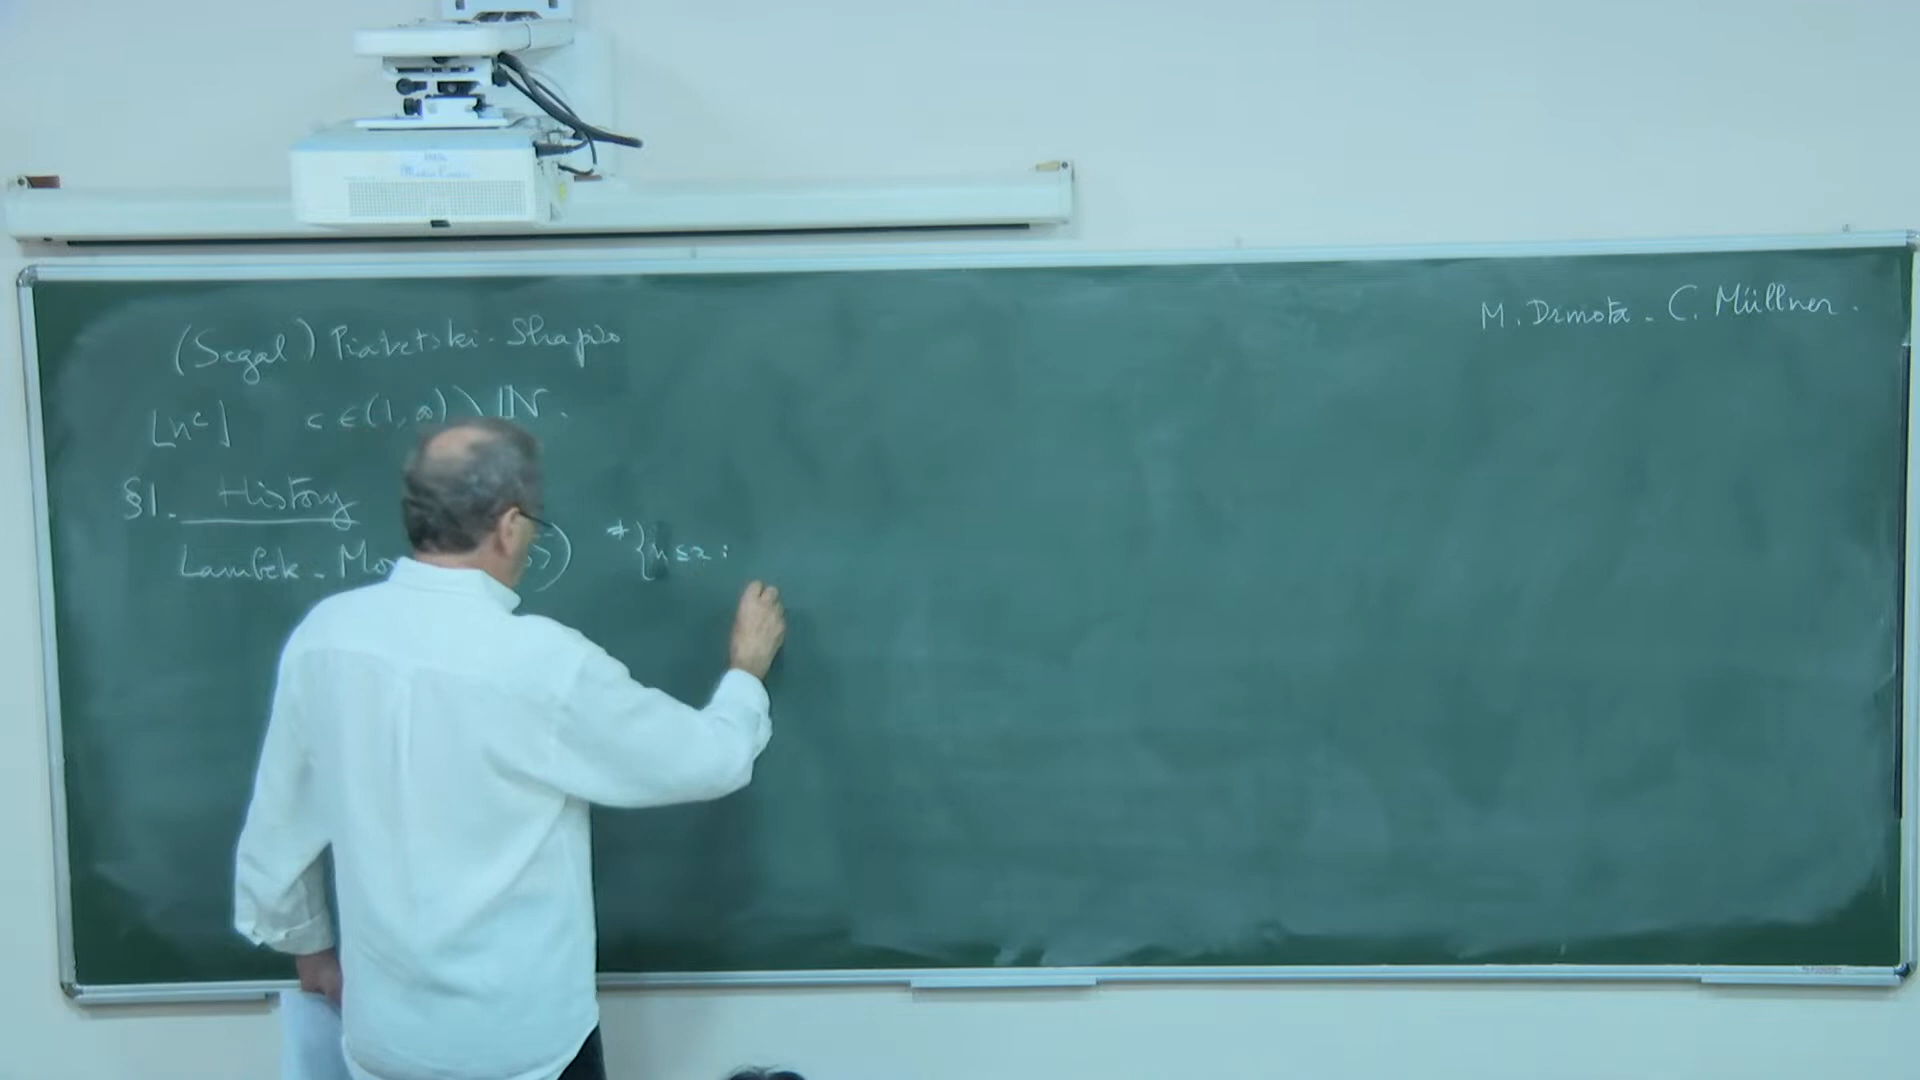 (Segal) Piatetski-Shapiro
⌊n^c⌋ c ∈ (1, ∞) \ ℕ.
§1. History
Lambek - Mo
#{n ≤ x :
M. Drmota - C. Müllner.